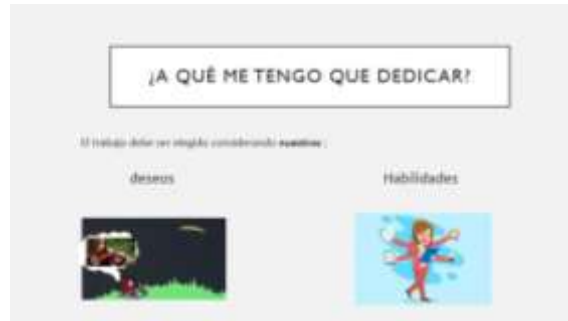 ¿A QUÉ ME TENGO QUE DEDICAR?
El trabajo debe ser elegido considerando nuestros :
deseos
Habilidades